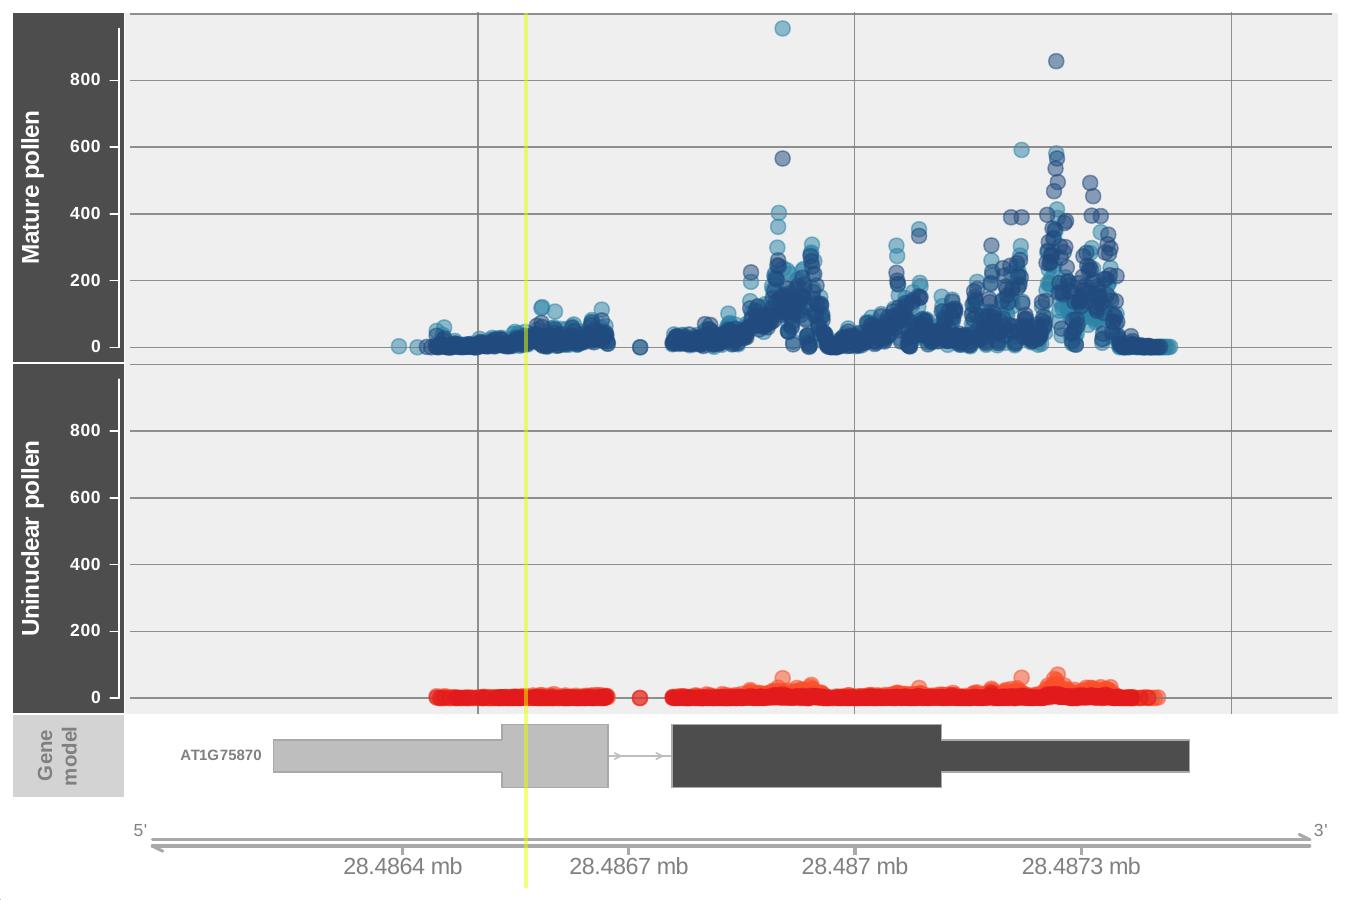 Mature pollen
800
600
400
200
0
Uninuclear pollen
800
600
400
200
0
Gene
model
AT1G75870
5'
3'
28.4864 mb
28.4867 mb
28.487 mb
28.4873 mb